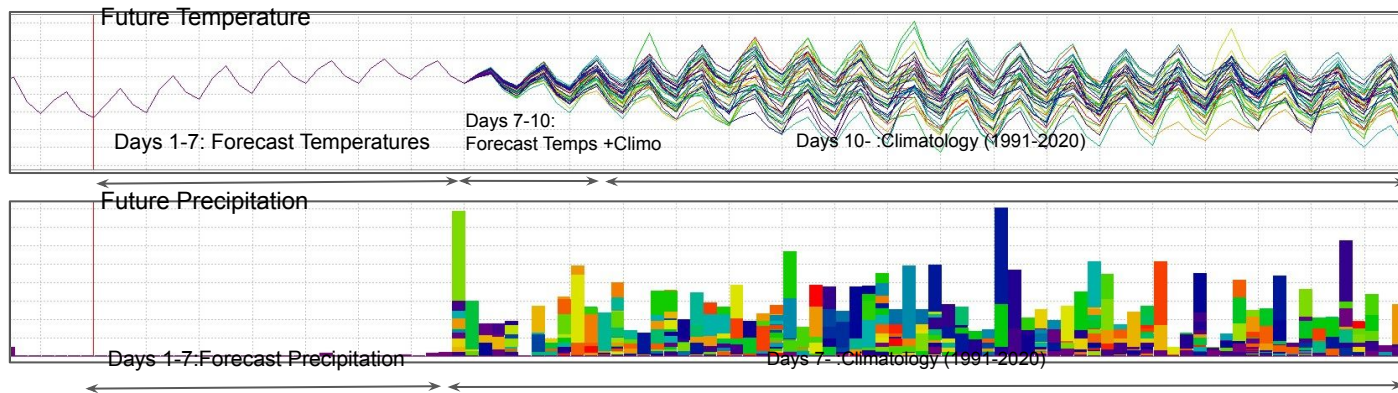 Future Temperature
Days 1-7: Forecast Temperatures
Days 7-10:
Forecast Temps +Climo
Days 10- :Climatology (1991-2020)
Future Precipitation
Days 1-7:Forecast Precipitation
Days 7- :Climatology (1991-2020)